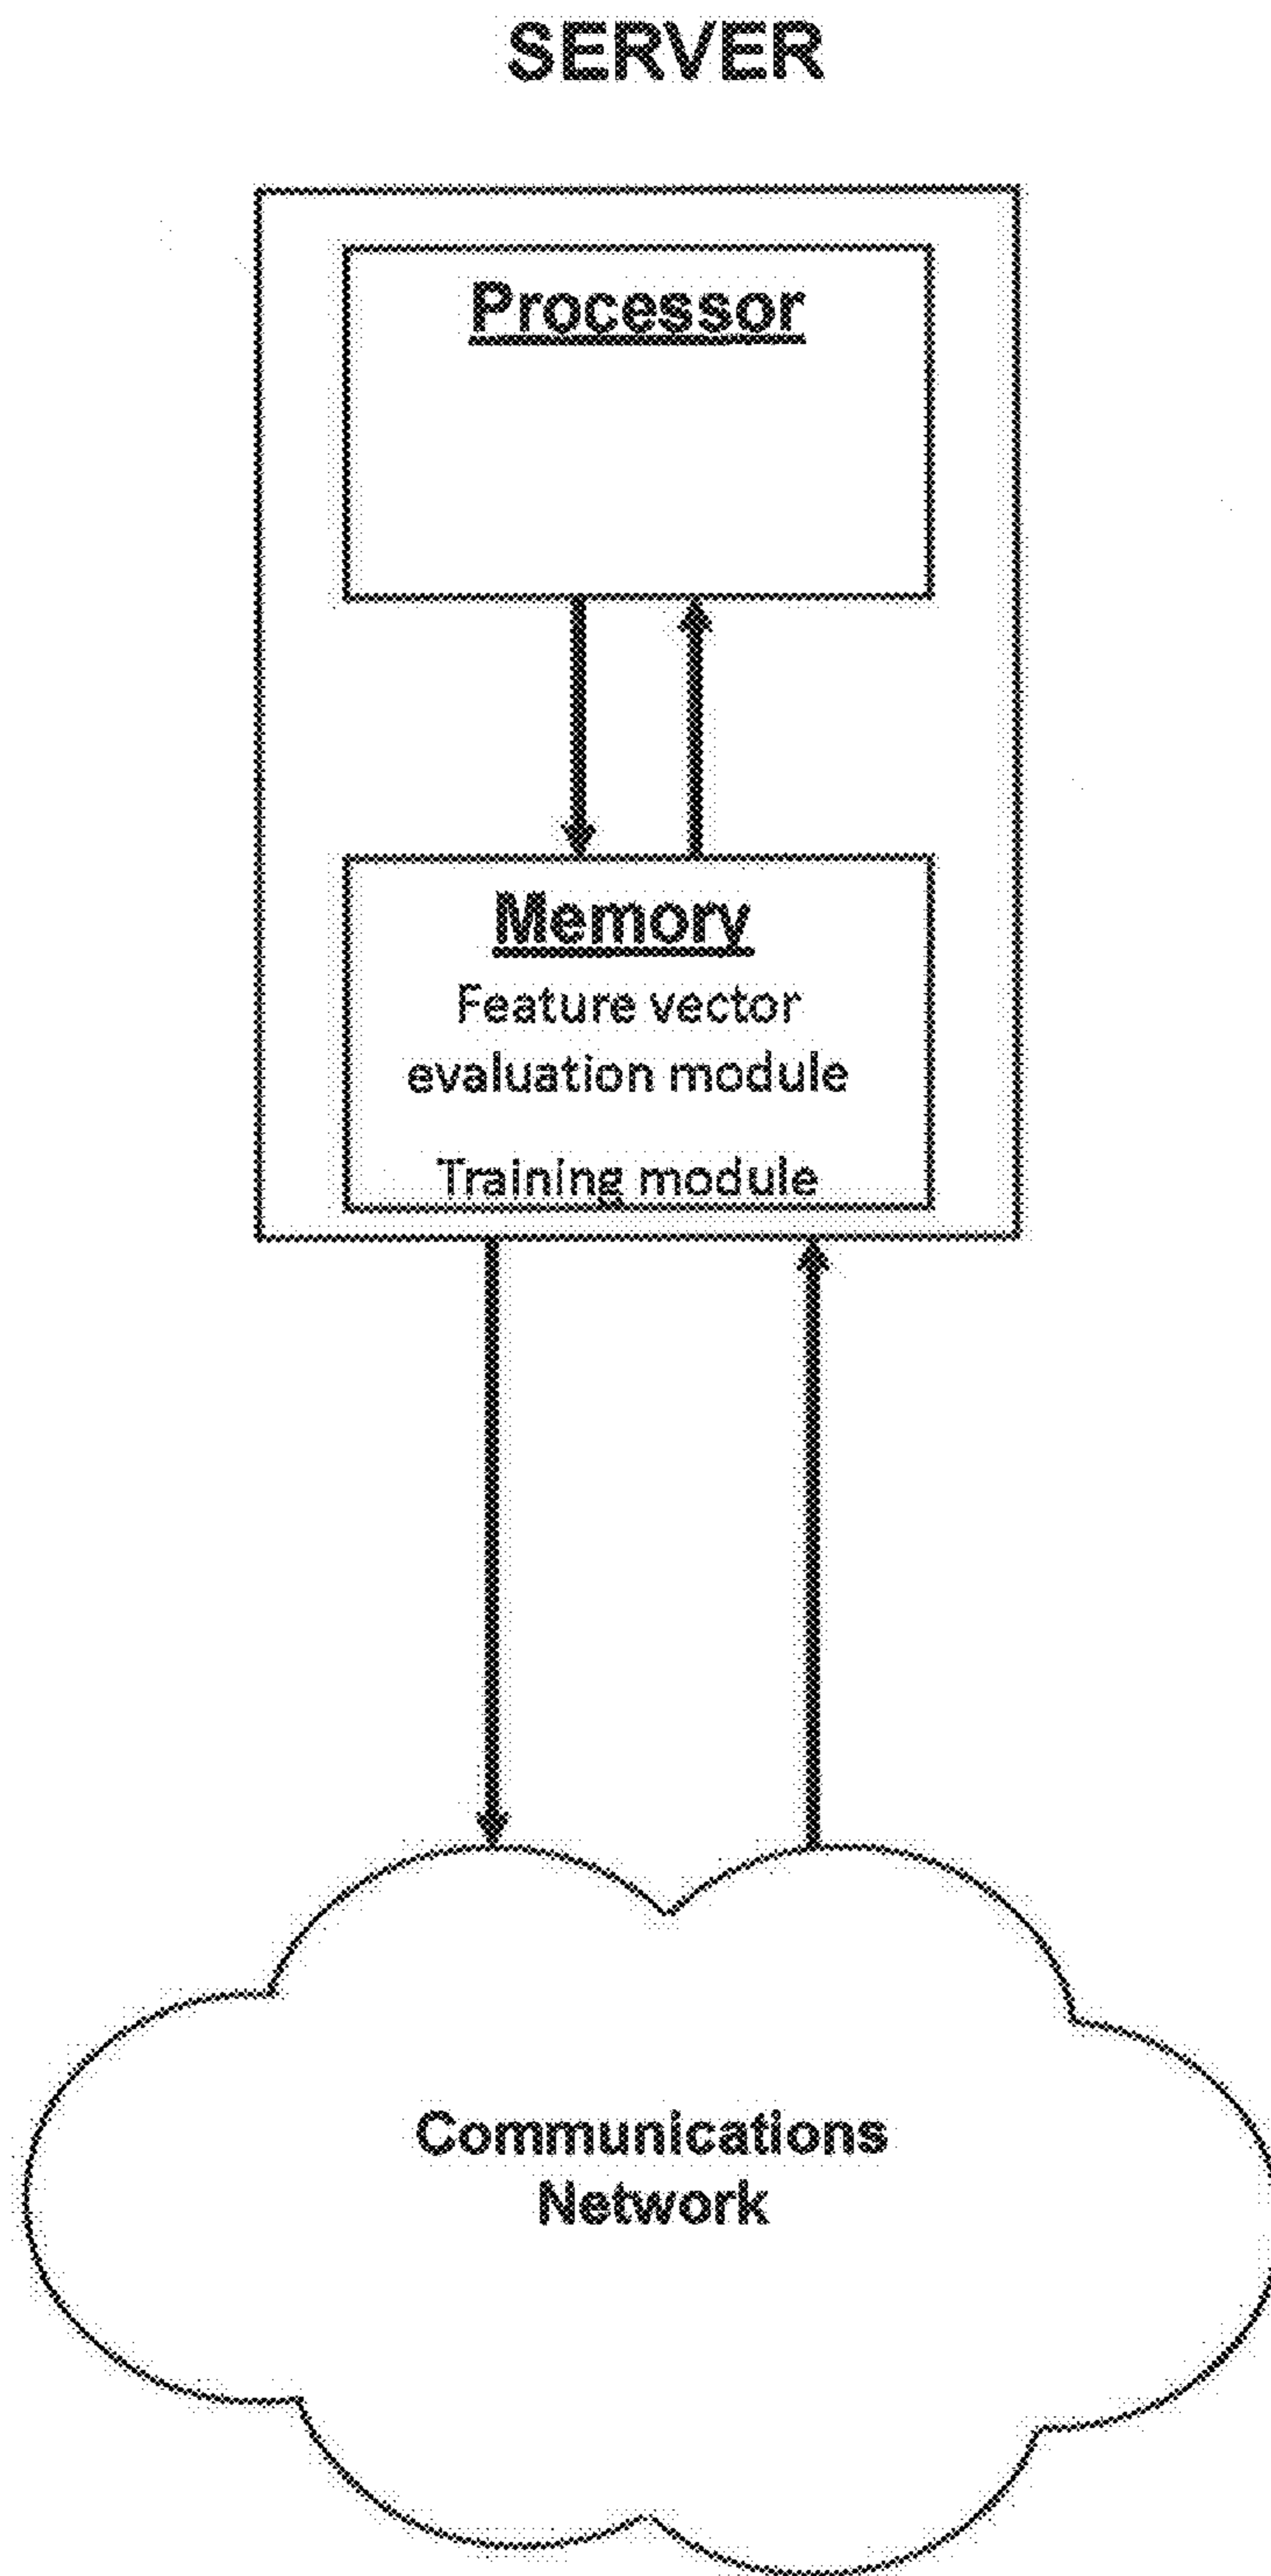 SERVER
Processor
Memory
Feature vector
evaluation module
Training module
Communications
Network